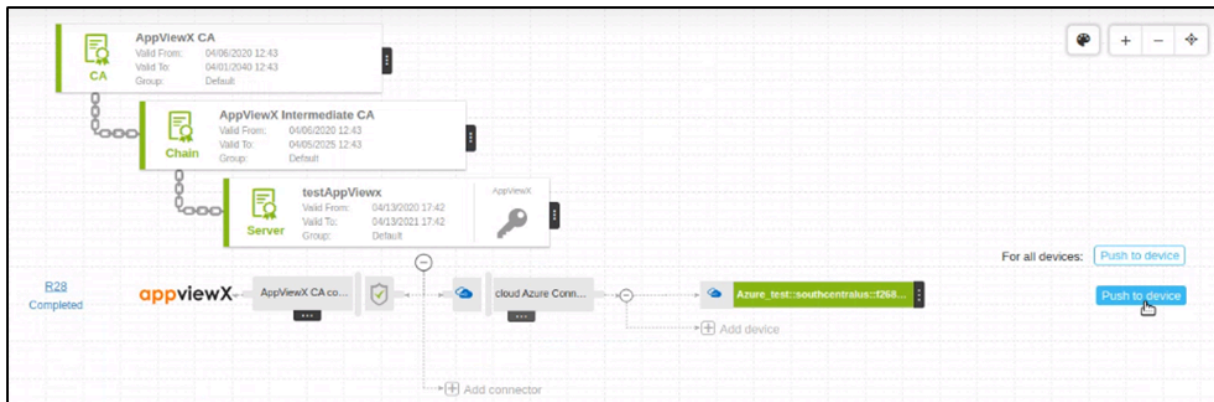 AppViewX CA
Valid From: 04/06/2020 12:43
Valid To: 04/01/2040 12:43
Group: Default
CA
AppViewX Intermediate CA
Valid From: 04/06/2020 12:43
Valid To: 04/05/2025 12:43
Group: Default
Chain
testAppViewx
Valid From: 04/13/2020 17:42
Valid To: 04/13/2021 17:42
Group: Default
Server
AppViewX
For all devices: Push to device
R28
Completed
appviewX
AppViewX CA co...
cloud Azure Conn...
Azure_test::southcentralus::f268...
Push to device
Add device
Add connector